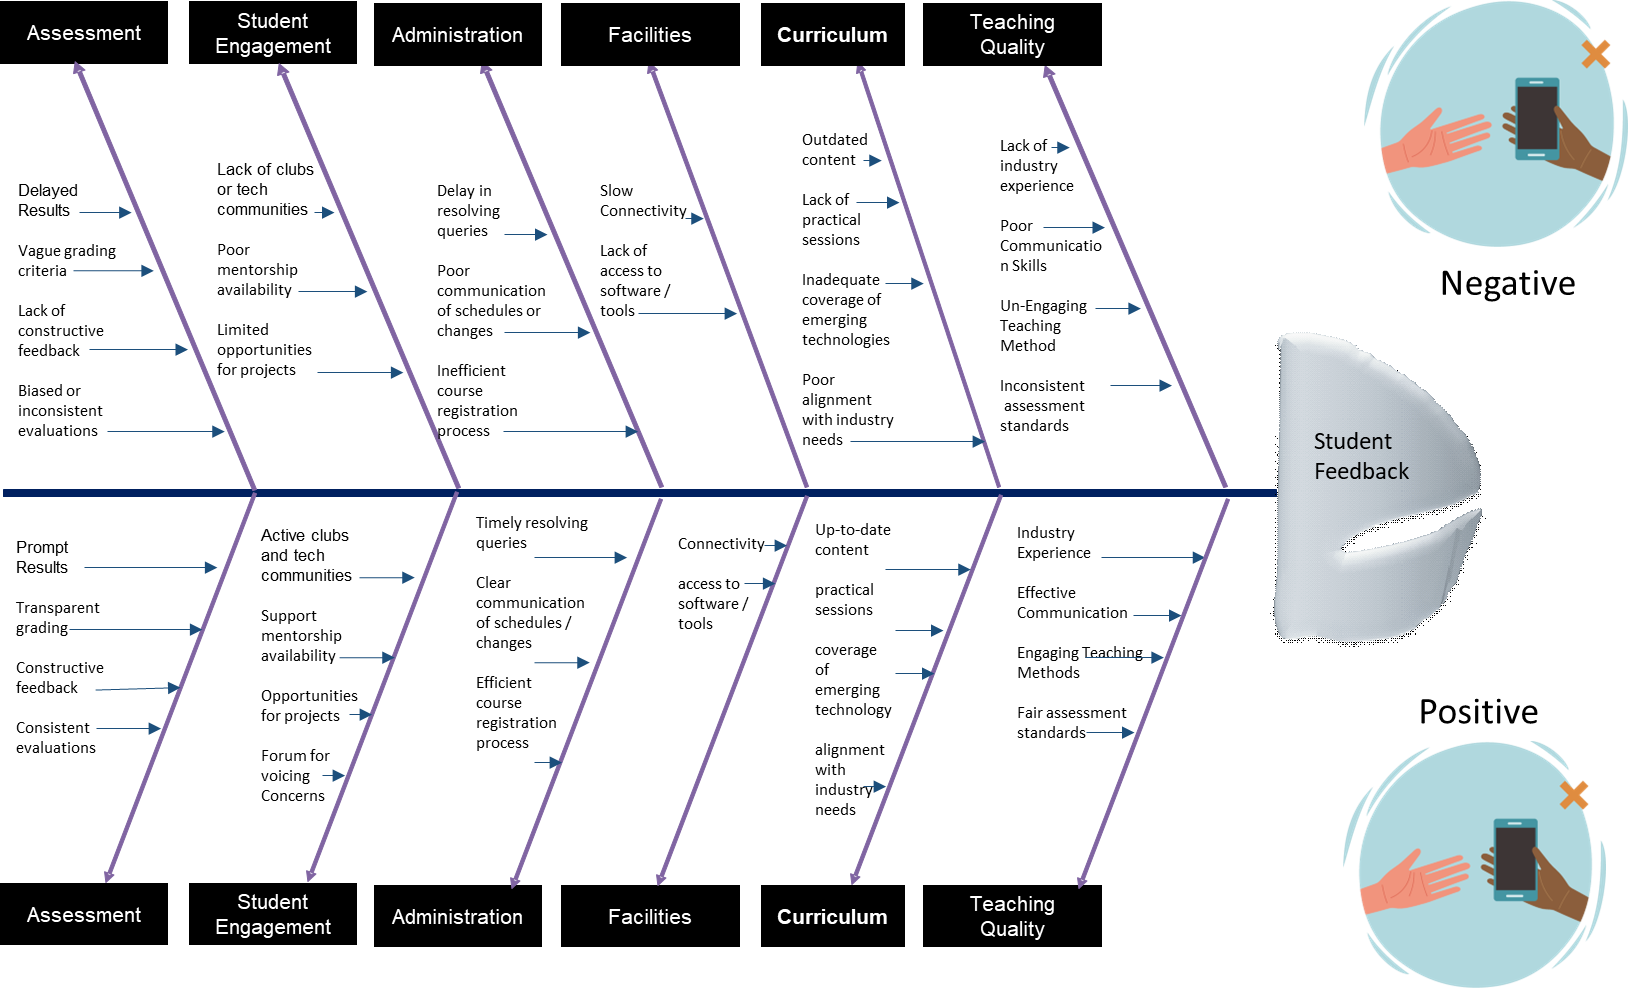 Assessment
Student
Engagement
Administration
Facilities
Curriculum
Teaching
Quality
Delayed
Results
Vague grading
criteria
Lack of
constructive
feedback
Biased or
inconsistent
evaluations
Lack of clubs
or tech
communities
Poor
mentorship
availability
Limited
opportunities
for projects
Delay in
resolving
queries
Poor
communication
of schedules or
changes
Inefficient
course
registration
process
Slow
Connectivity
Lack of
access to
software /
tools
Outdated
content
Lack of
practical
sessions
Inadequate
coverage of
emerging
technologies
Poor
alignment
with industry
needs
Lack of
industry
experience
Poor
Communicatio
n Skills
Un-Engaging
Teaching
Method
Inconsistent
assessment
standards
Negative
Student
Feedback
Prompt
Results
Transparent
grading
Constructive
feedback
Consistent
evaluations
Active clubs
and tech
communities
Support
mentorship
availability
Opportunities
for projects
Forum for
voicing
Concerns
Timely resolving
queries
Clear
communication
of schedules /
changes
Efficient
course
registration
process
Connectivity
access to
software /
tools
Up-to-date
content
practical
sessions
coverage
of
emerging
technology
alignment
with
industry
needs
Industry
Experience
Effective
Communication
Engaging Teaching
Methods
Fair assessment
standards
Positive
Assessment
Student
Engagement
Administration
Facilities
Curriculum
Teaching
Quality